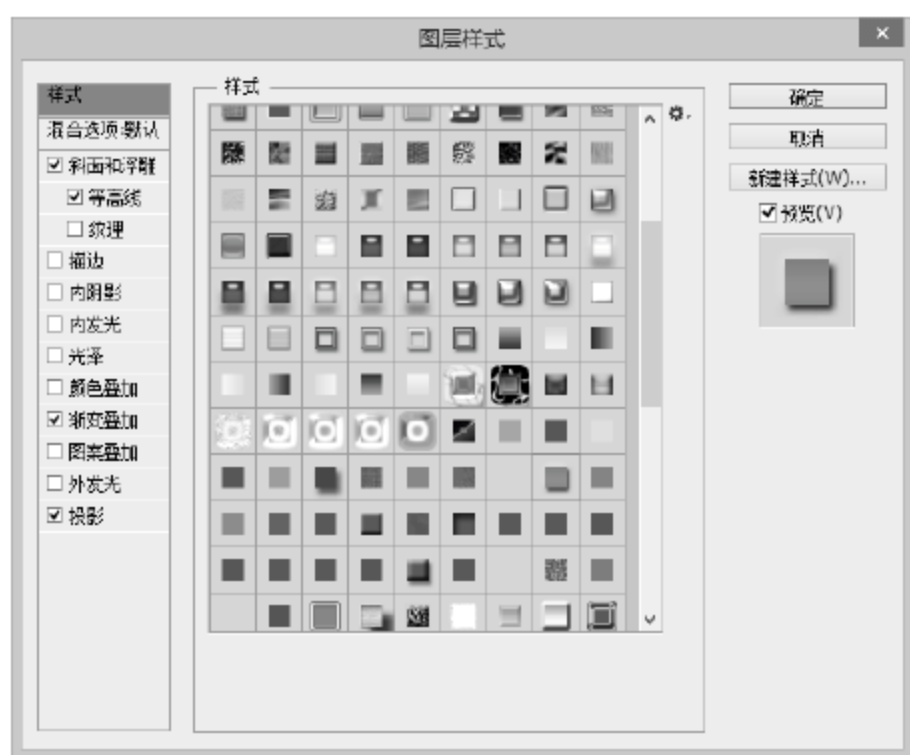 图层样式
样式
混合选项:默认
斜面和浮雕
等高线
纹理
描边
内阴影
内发光
光泽
颜色叠加
渐变叠加
图案叠加
外发光
投影
样式
确定
取消
新建样式(W)...
预览(V)